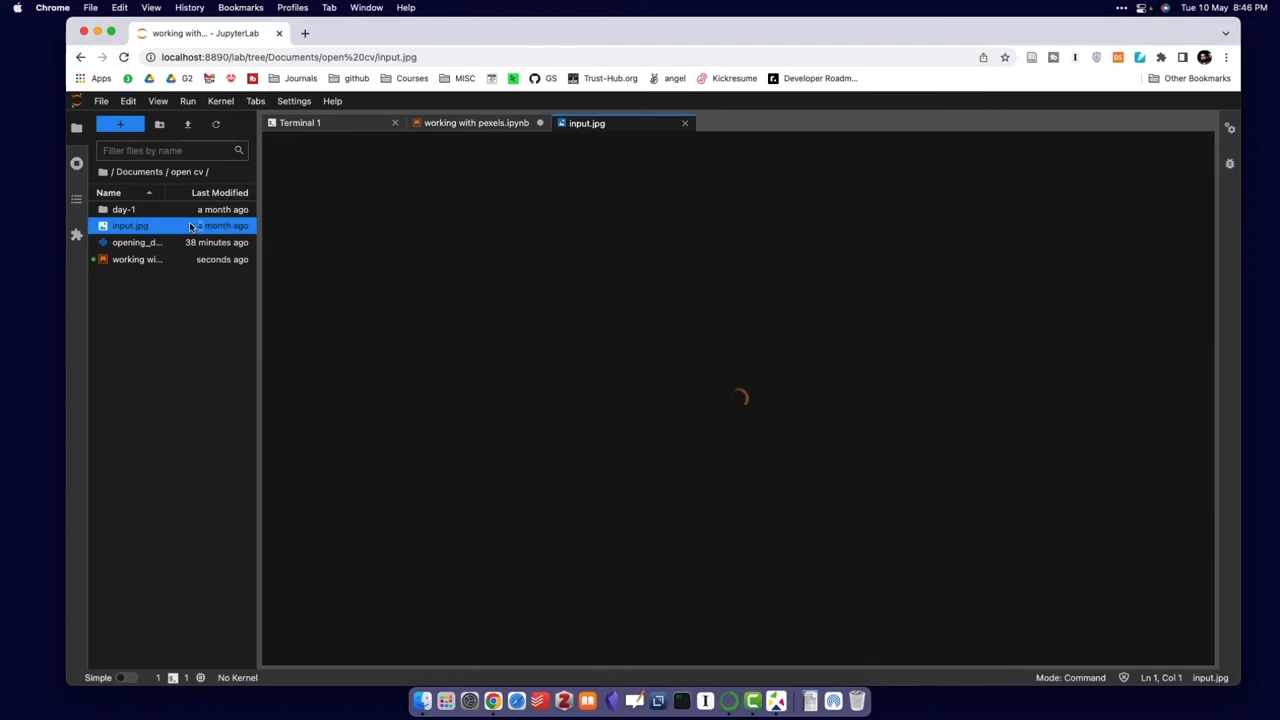 Chrome File Edit View History Bookmarks Profiles Tab Window Help Tue 10 May 8:46 PM
working with... - JupyterLab
localhost:8890/lab/tree/Documents/open%20cv/input.jpg
Apps G2 Journals github Courses MISC GS Trust-Hub.org angel Kickresume Developer Roadm... Other Bookmarks
File Edit View Run Kernel Tabs Settings Help
Terminal 1 working with pexels.ipynb input.jpg
Filter files by name
/ Documents / open cv /
Name Last Modified
day-1 a month ago
input.jpg a month ago
opening_d... 38 minutes ago
working wi... seconds ago
Simple 1 1 No Kernel Mode: Command Ln 1, Col 1 input.jpg